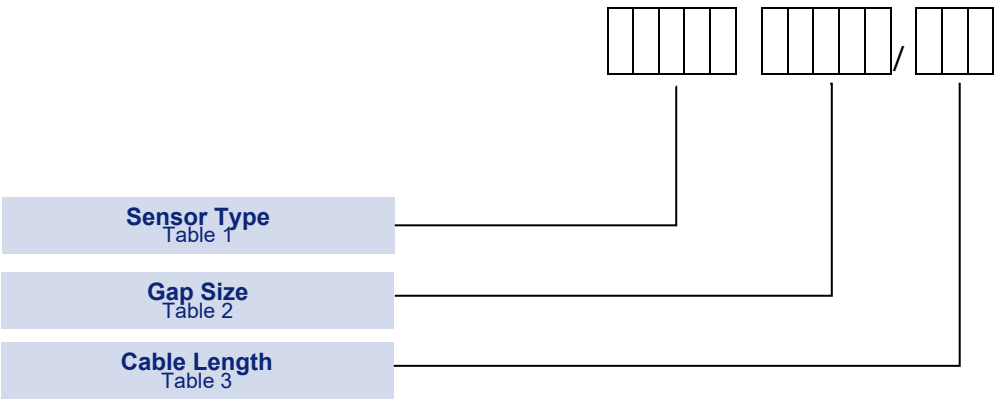 /
Sensor Type
Table 1
Gap Size
Table 2
Cable Length
Table 3